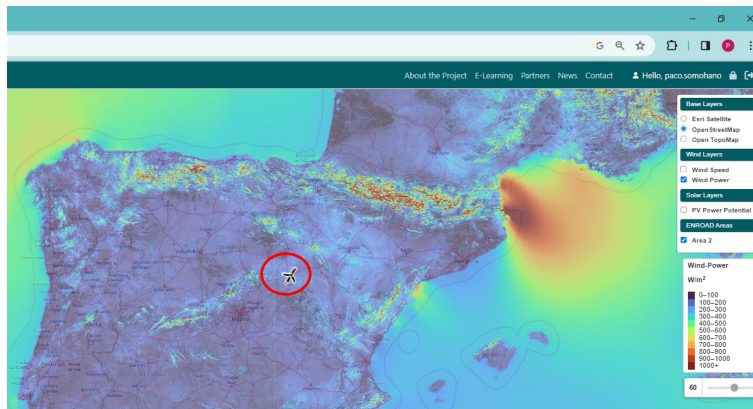 G
P
About the Project E-Learning Partners News Contact Hello, paco.somohano
Base Layers
Esri Satellite
OpenStreetMap
Open TopoMap
Wind Layers
Wind Speed
Wind Power
Solar Layers
PV Power Potential
ENROAD Areas
Area 2
Wind-Power
W/m²
0–100
100–200
200–300
300–400
400–500
500–600
600–700
700–800
800–900
900–1000
1000+
60